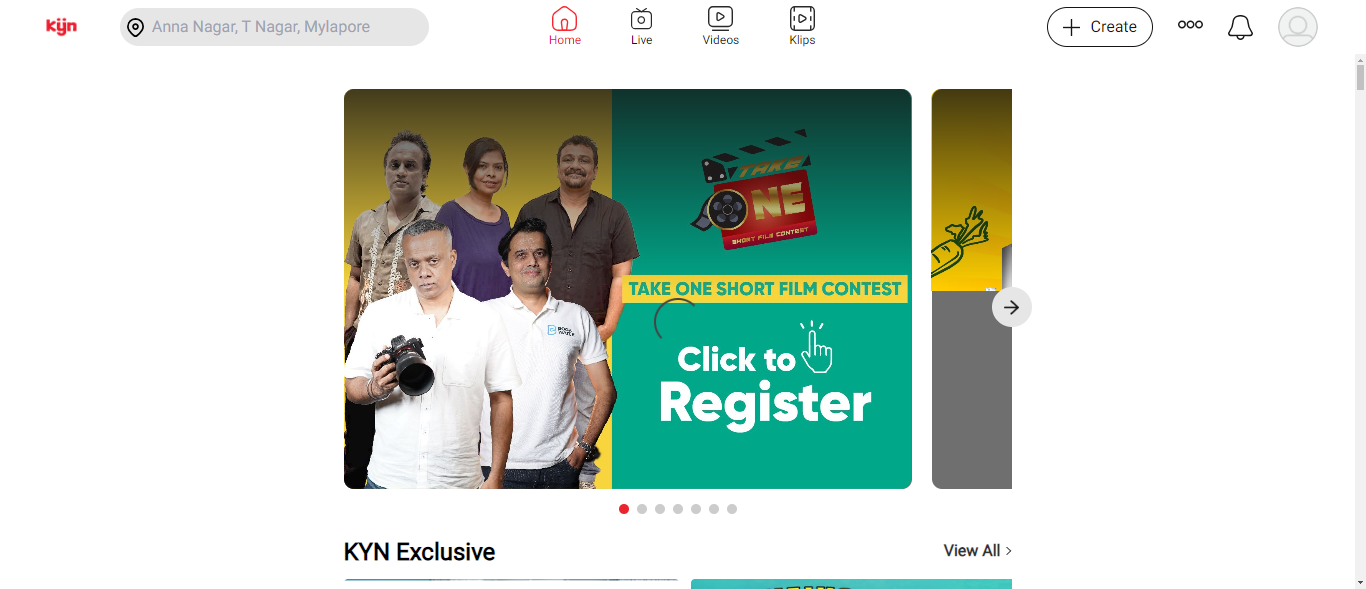 kyn
Anna Nagar, T Nagar, Mylapore
Home
Live
Videos
Klips
Create
TAKE
ONE
SHORT FILM CONTEST
TAKE ONE SHORT FILM CONTEST
Click to
Register
KYN Exclusive
View All